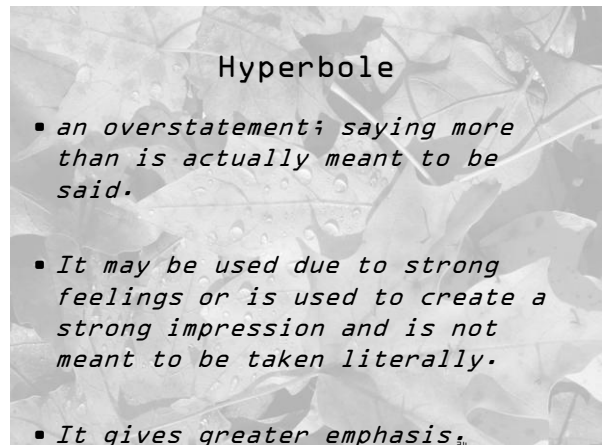 Hyperbole
• an overstatement; saying more
than is actually meant to be
said.
• It may be used due to strong
feelings or is used to create a
strong impression and is not
meant to be taken literally.
• It gives greater emphasis.